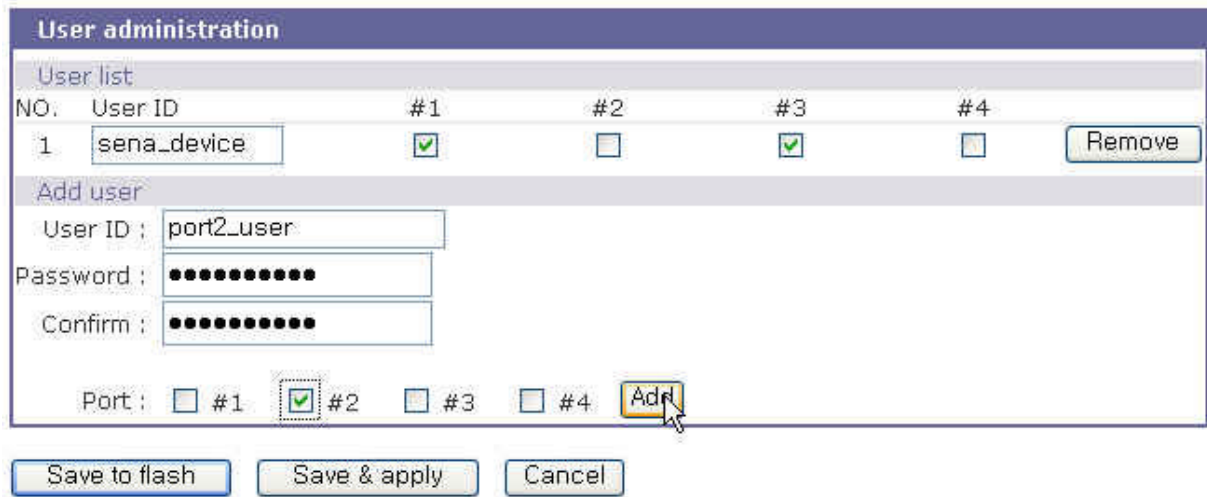 User administration
User list
NO. User ID #1 #2 #3 #4
1 sena_device Remove
Add user
User ID : port2_user
Password : ●●●●●●●●●●
Confirm : ●●●●●●●●●●
Port : #1 #2 #3 #4 Add
Save to flash Save & apply Cancel